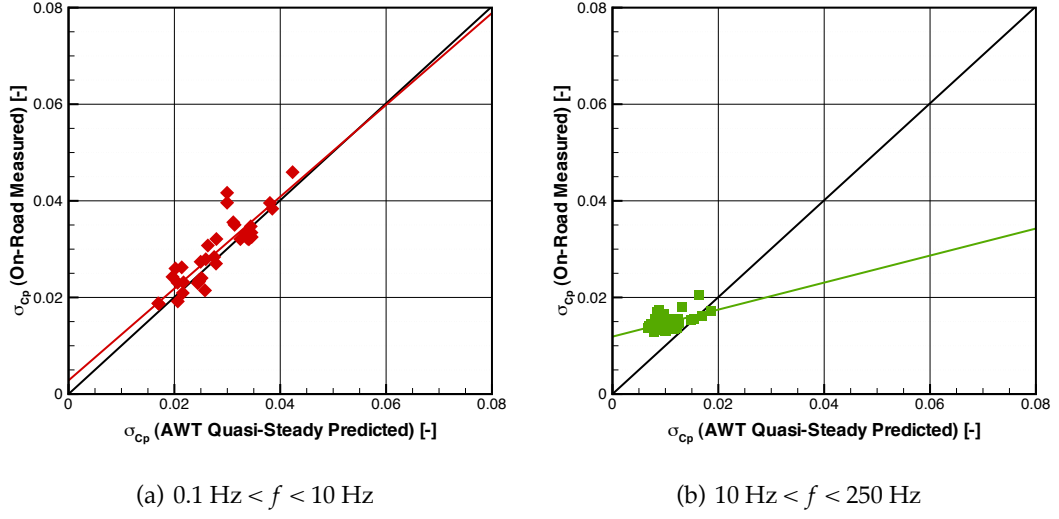 0.08
0.06
0.04
0.02
0
σCp (On-Road Measured) [-]
0 0.02 0.04 0.06 0.08
σCp (AWT Quasi-Steady Predicted) [-]
(a) 0.1 Hz < f < 10 Hz
0.08
0.06
0.04
0.02
0
σCp (On-Road Measured) [-]
0 0.02 0.04 0.06 0.08
σCp (AWT Quasi-Steady Predicted) [-]
(b) 10 Hz < f < 250 Hz